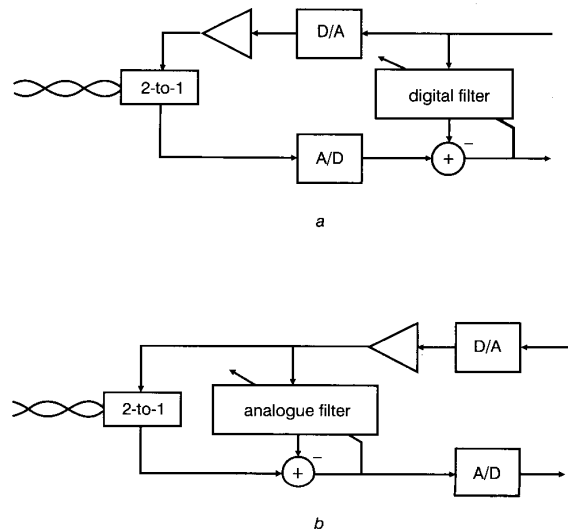 D/A
2-to-1
digital filter
A/D
−
+
a
D/A
2-to-1
analogue filter
−
+
A/D
b